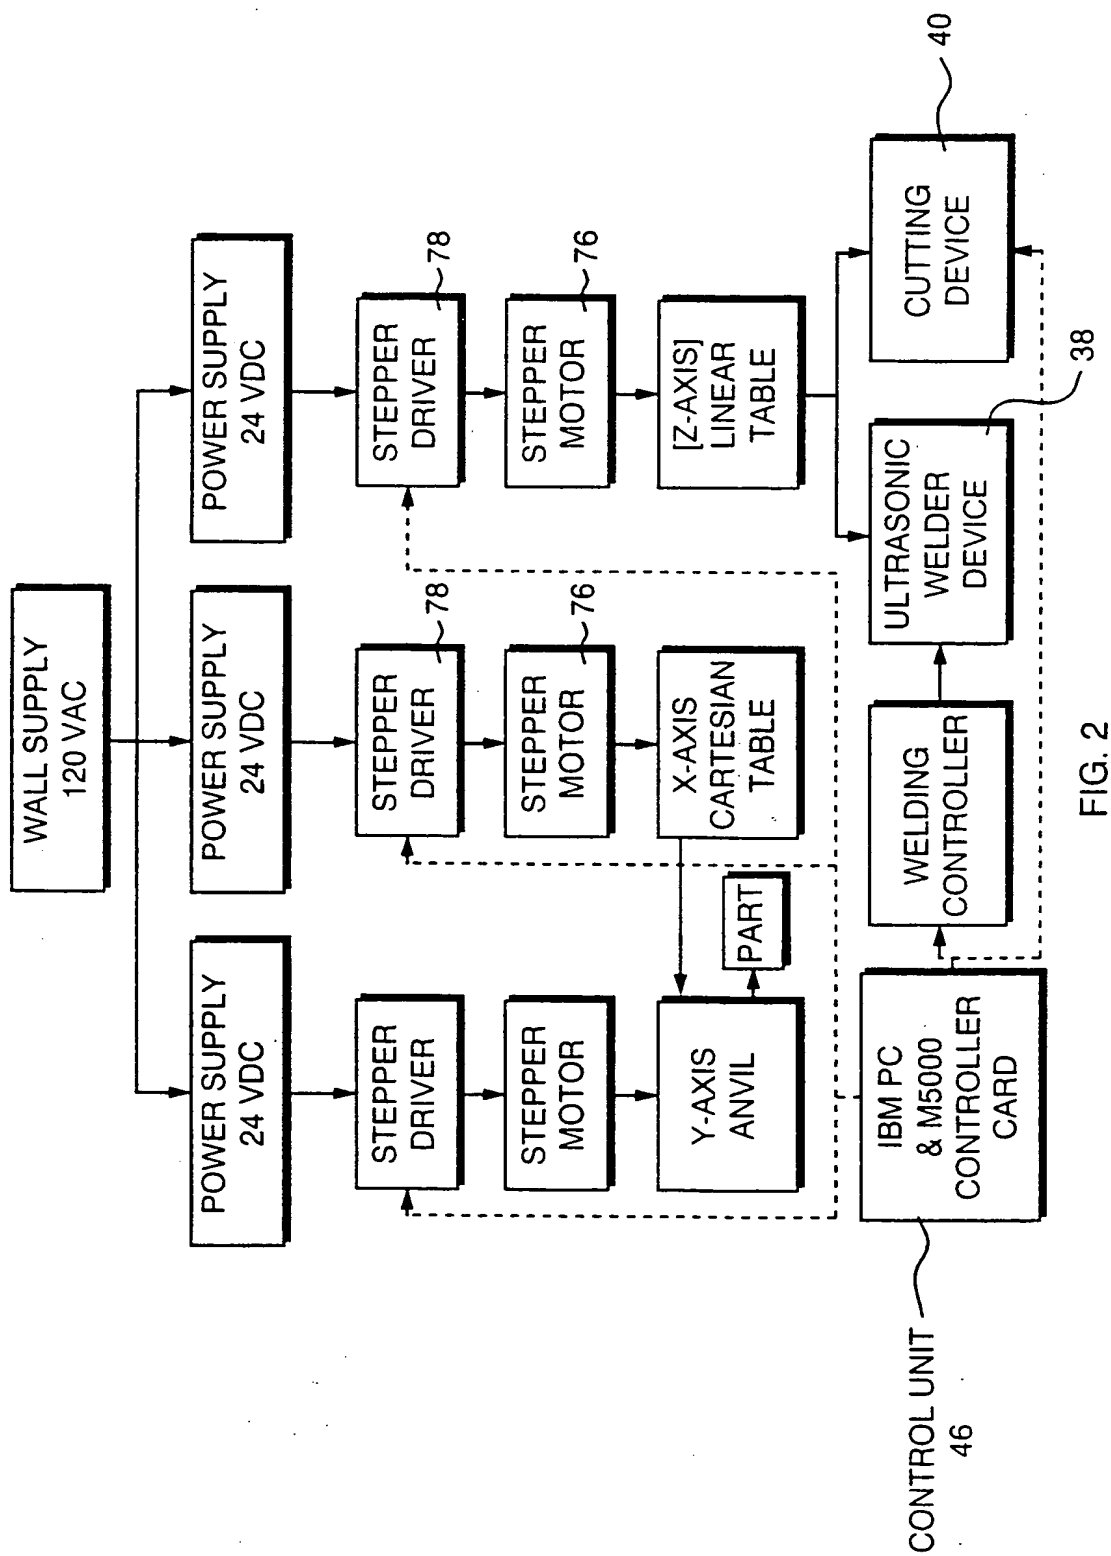 WALL SUPPLY
120 VAC
POWER SUPPLY
24 VDC
POWER SUPPLY
24 VDC
POWER SUPPLY
24 VDC
STEPPER
DRIVER
STEPPER
DRIVER
78
STEPPER
DRIVER
78
STEPPER
MOTOR
STEPPER
MOTOR
76
STEPPER
MOTOR
76
Y-AXIS
ANVIL
PART
X-AXIS
CARTESIAN
TABLE
[Z-AXIS]
LINEAR
TABLE
IBM PC
& M5000
CONTROLLER
CARD
WELDING
CONTROLLER
ULTRASONIC
WELDER
DEVICE
38
CUTTING
DEVICE
40
CONTROL UNIT
46
FIG. 2